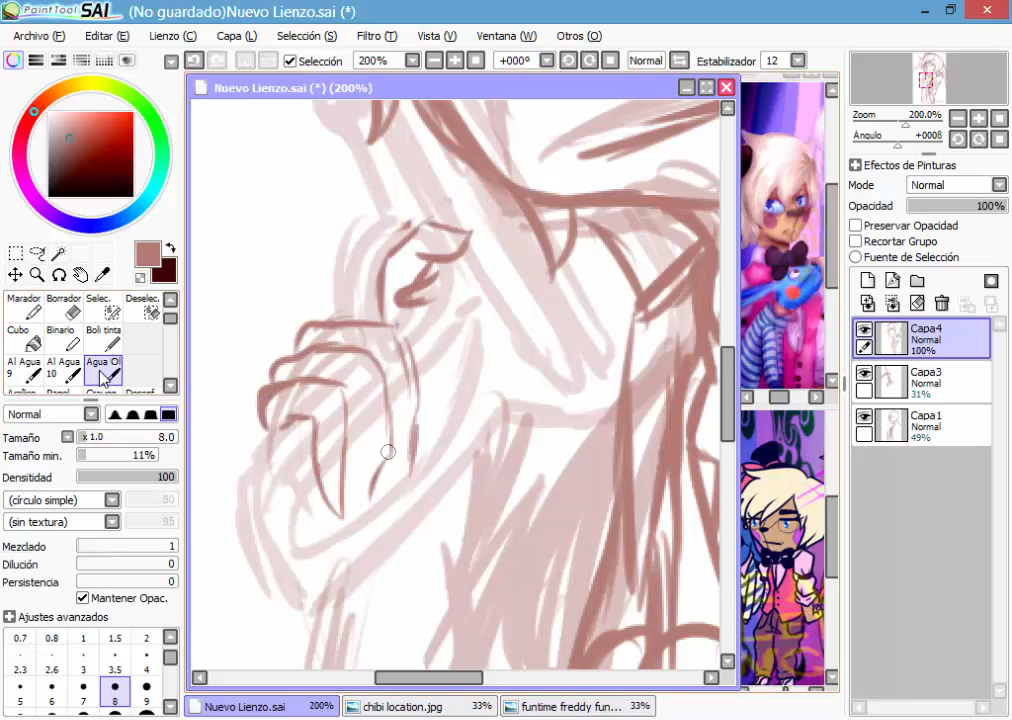 PaintTool SAI (No guardado)Nuevo Lienzo.sai (*)
Archivo (F) Editar (E) Lienzo (C) Capa (L) Selección (S) Filtro (T) Vista (V) Ventana (W) Otros (O)
Selección 200% +000º Normal Estabilizador 12
Nuevo Lienzo.sai (*) (200%)
Zoom 200.0%
Ángulo +000ß
Efectos de Pinturas
Mode Normal
Opacidad 100%
Preservar Opacidad
Recortar Grupo
Fuente de Selección
Capa4
Normal
100%
Capa3
Normal
31%
Capa1
Normal
49%
Marador Borrador Selec. Deselec.
Cubo Binario Boli tinta
Al Agua 9 Al Agua 10 Agua Ol
Normal
Tamaño x 1.0 8.0
Tamaño min. 11%
Densitidad 100
(círculo simple) 80
(sin textura) 95
Mezclado 1
Dilución 0
Persistencia 0
Mantener Opac.
Ajustes avanzados
0.7 0.8 1 1.5 2
2.3 2.6 3 3.5 4
5 6 7 8 9
Nuevo Lienzo.sai 200% chibi location.jpg 33% funtime freddy fun... 33%